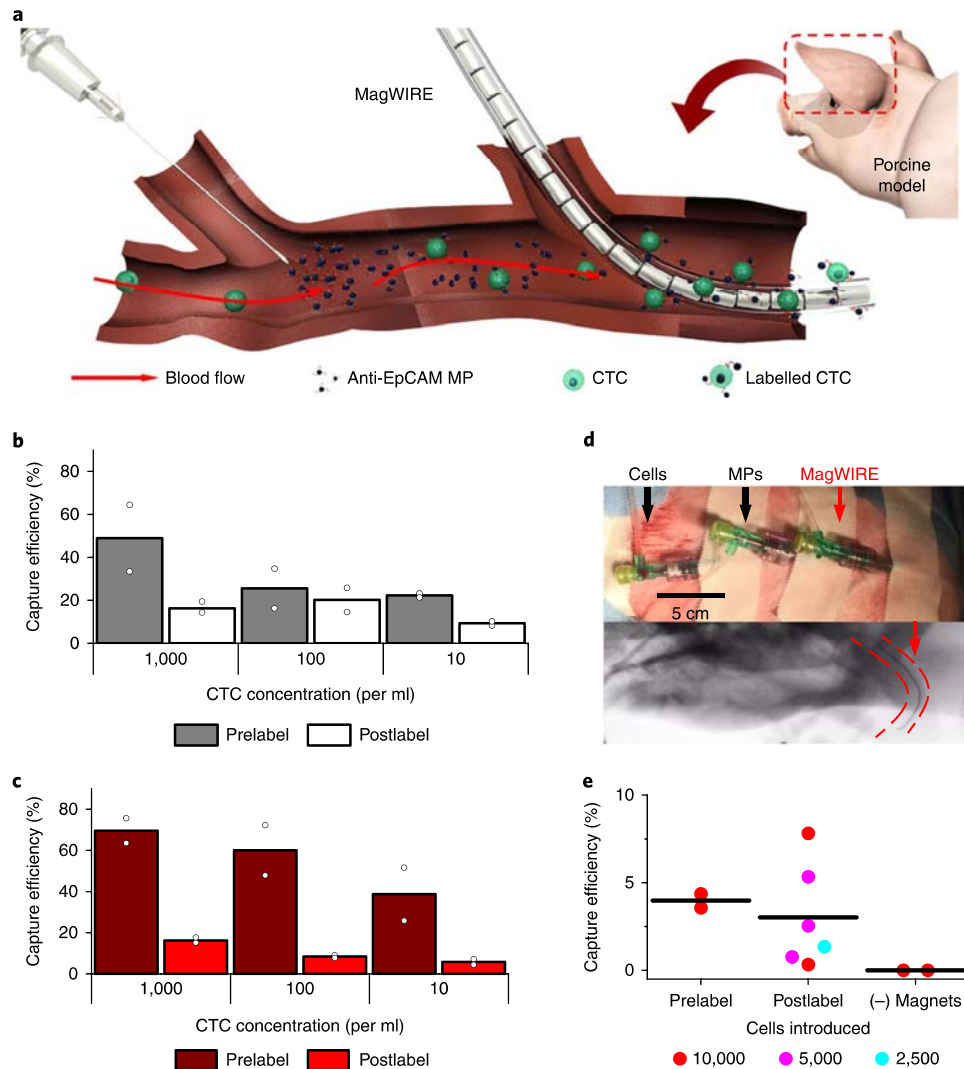 a
MagWIRE
Porcine
model
Blood flow
Anti-EpCAM MP
CTC
Labelled CTC
b
Capture efficiency (%)
80
60
40
20
0
1,000
100
10
CTC concentration (per ml)
Prelabel
Postlabel
c
Capture efficiency (%)
80
60
40
20
0
1,000
100
10
CTC concentration (per ml)
Prelabel
Postlabel
d
Cells
MPs
MagWIRE
5 cm
e
Capture efficiency (%)
10
5
0
Prelabel
Postlabel
(–) Magnets
Cells introduced
10,000
5,000
2,500